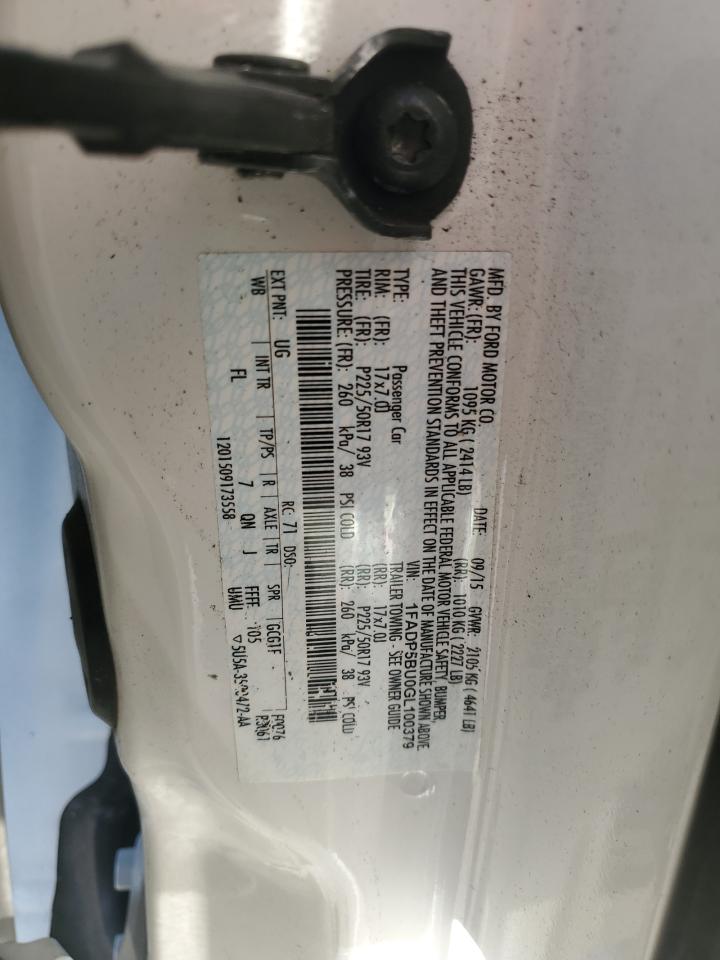 MFD. BY FORD MOTOR CO.
DATE: 09/15 GVWR: 2105 KG ( 4641 LB)
GAWR: (FR): 1095 KG ( 2414 LB) (RR): 1010 KG ( 2227 LB)
THIS VEHICLE CONFORMS TO ALL APPLICABLE FEDERAL MOTOR VEHICLE SAFETY, BUMPER,
AND THEFT PREVENTION STANDARDS IN EFFECT ON THE DATE OF MANUFACTURE SHOWN ABOVE.
VIN: 1FADP5BU0GL100379
TYPE: Passenger Car TRAILER TOWING - SEE OWNER GUIDE
RIM: (FR): 17x7.0J (RR): 17x7.0J
TIRE: (FR): P225/50R17 93V (RR): P225/50R17 93V
PRESSURE: (FR): 260 kPa/ 38 PSI COLD (RR): 260 kPa/ 38 PSI COLD
RC: 71 DSO:
EXT PNT: UG
WB | INT TR | TP/PS | R | AXLE | TR | SPR | GCGTF
FL 7 QN J FFFF
UMU
1201509173558